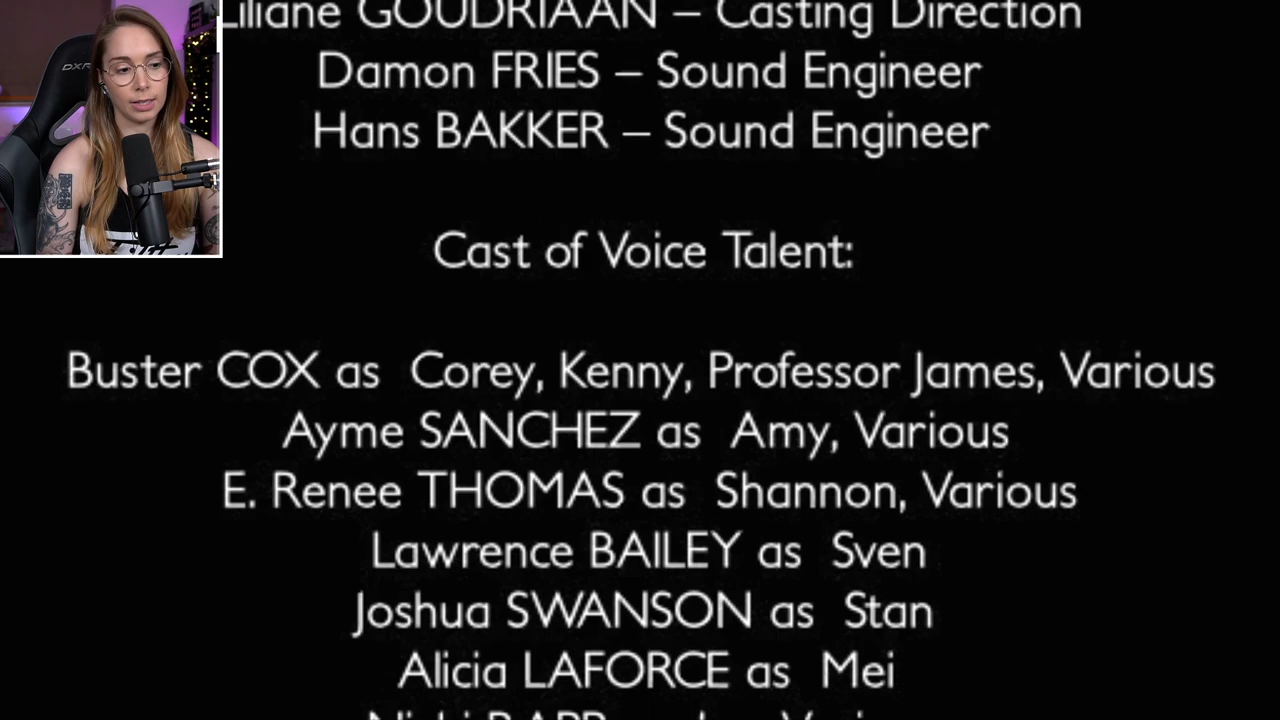 Liliane GOUDRIAAN – Casting Direction
Damon FRIES – Sound Engineer
Hans BAKKER – Sound Engineer
Cast of Voice Talent:
Buster COX as Corey, Kenny, Professor James, Various
Ayme SANCHEZ as Amy, Various
E. Renee THOMAS as Shannon, Various
Lawrence BAILEY as Sven
Joshua SWANSON as Stan
Alicia LAFORCE as Mei